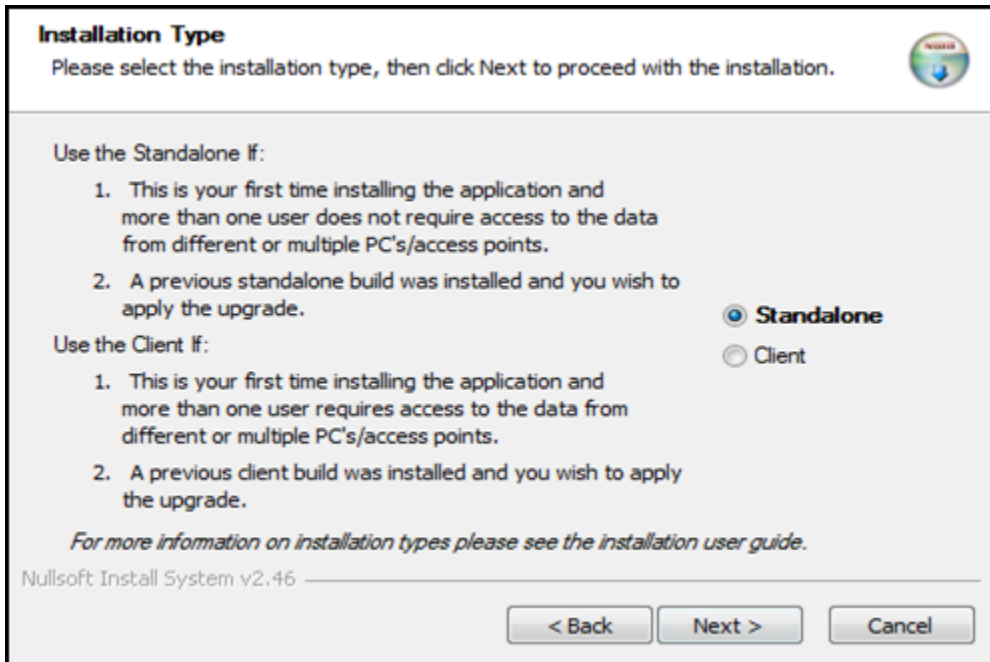 Installation Type
Please select the installation type, then click Next to proceed with the installation.
Use the Standalone If:
1. This is your first time installing the application and
more than one user does not require access to the data
from different or multiple PC's/access points.
2. A previous standalone build was installed and you wish to
apply the upgrade.
Standalone
Use the Client If:
Client
1. This is your first time installing the application and
more than one user requires access to the data from
different or multiple PC's/access points.
2. A previous client build was installed and you wish to apply
the upgrade.
For more information on installation types please see the installation user guide.
Nullsoft Install System v2.46
< Back
Next >
Cancel